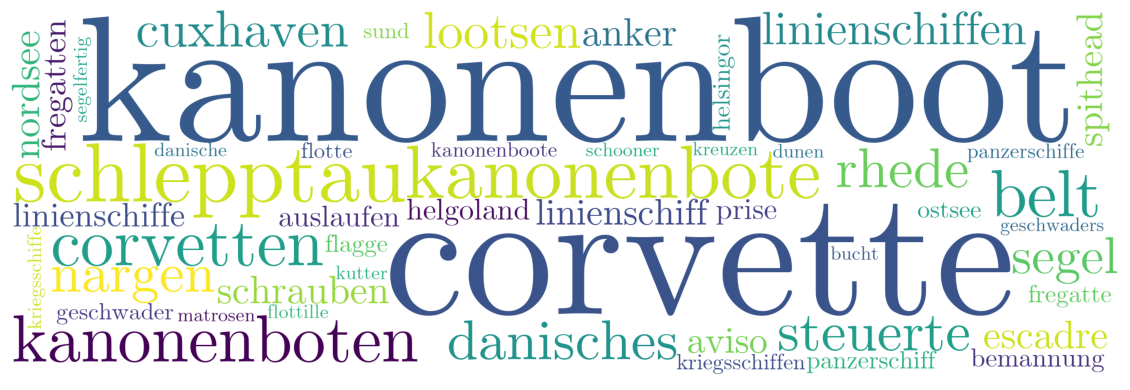 cuxhaven sund lootsen anker linienschiffen
nordsee fregatten segelfertig kanonenboot helsingor spithead
danische flotte kanonenboote schooner kreuzen dunen panzerschiffe
schlepptau kanonenbote rhede belt
linienschiffe auslaufen helgoland linienschiff prise ostsee geschwaders
kriegsschiffe corvetten flagge corvette bucht segel
nargen kutter schrauben fregatte
geschwader matrosen flottille
kanonenboten danisches aviso steuerte escadre
kriegsschiffen panzerschiff bemannung